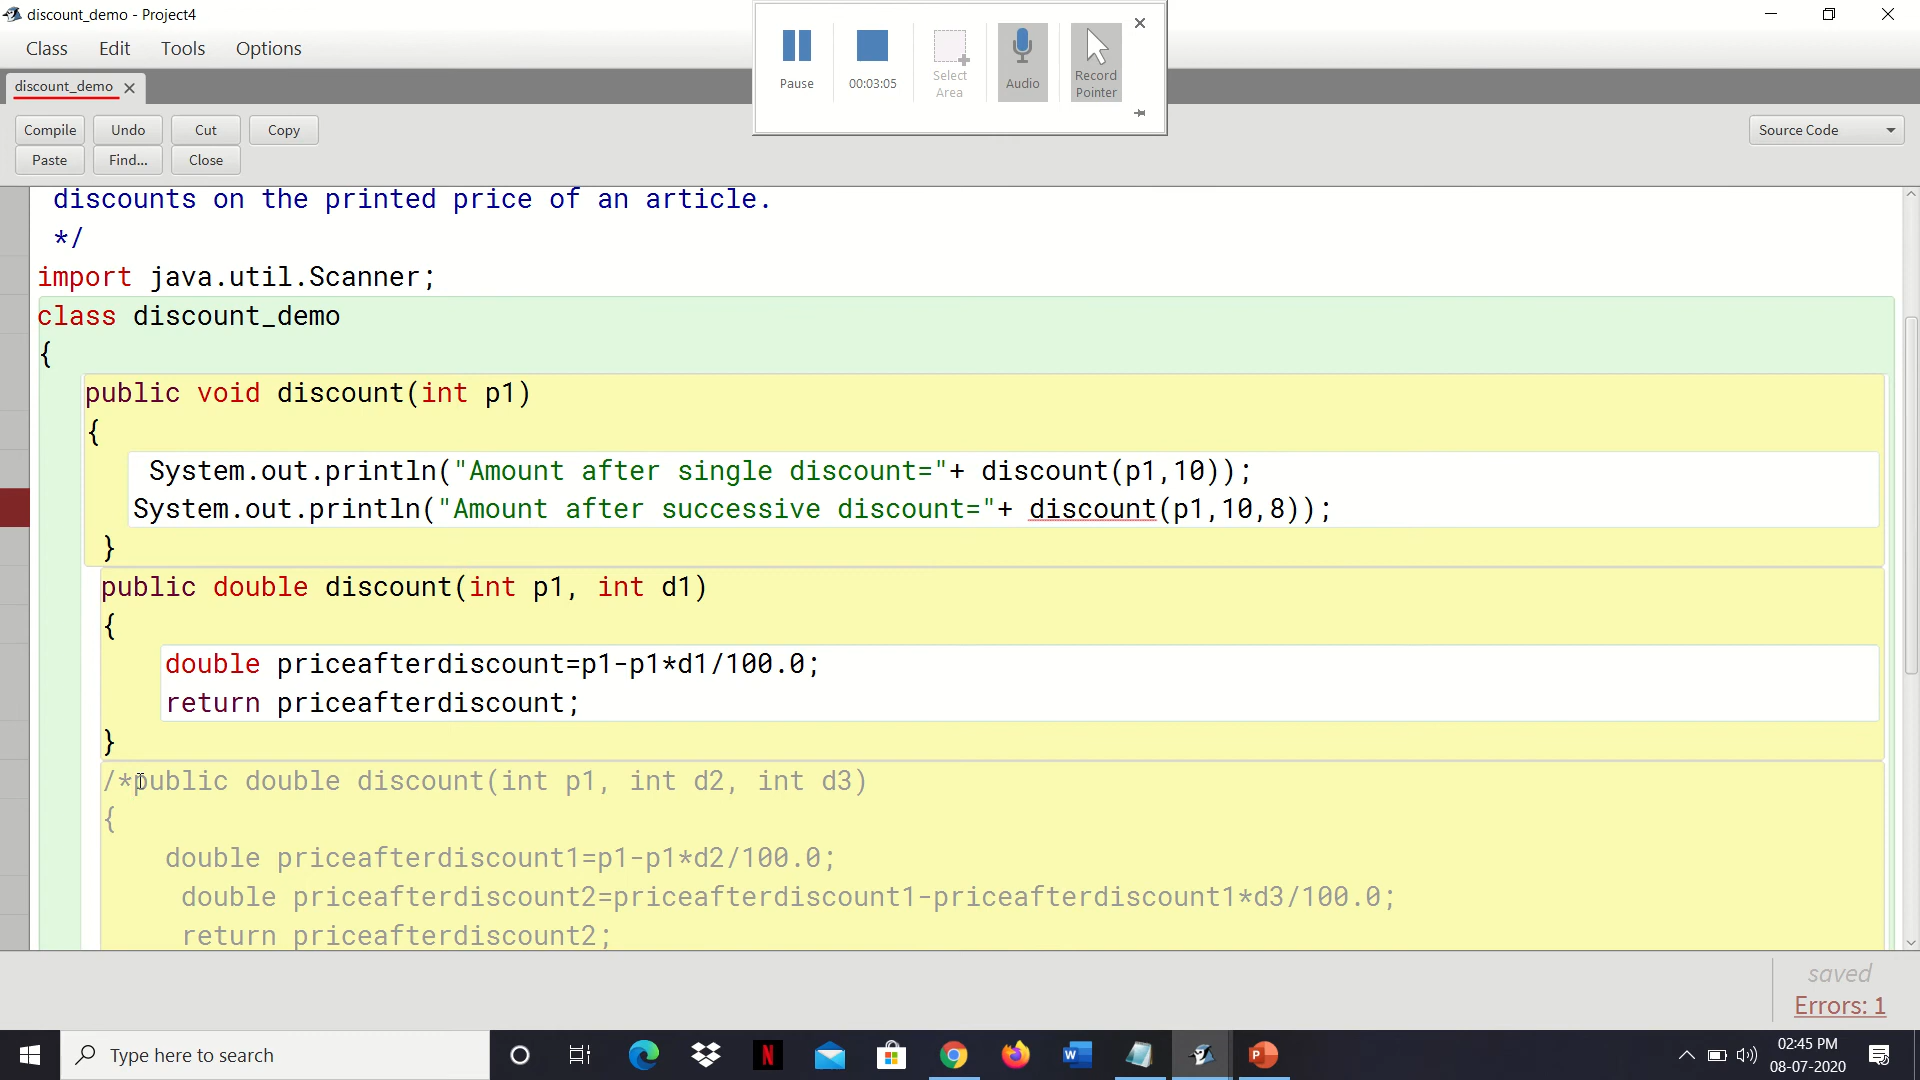 discount_demo - Project4
Class Edit Tools Options
Pause
00:03:05
Select Area
Audio
Record Pointer
discount_demo
Compile Undo Cut Copy
Paste Find... Close
Source Code
discounts on the printed price of an article.
*/
import java.util.Scanner;
class discount_demo
{
public void discount(int p1)
{
System.out.println("Amount after single discount="+ discount(p1,10));
System.out.println("Amount after successive discount="+ discount(p1,10,8));
}
public double discount(int p1, int d1)
{
double priceafterdiscount=p1-p1*d1/100.0;
return priceafterdiscount;
}
/*public double discount(int p1, int d2, int d3)
{
double priceafterdiscount1=p1-p1*d2/100.0;
double priceafterdiscount2=priceafterdiscount1-priceafterdiscount1*d3/100.0;
return priceafterdiscount2;
saved
Errors: 1
Type here to search
02:45 PM
08-07-2020